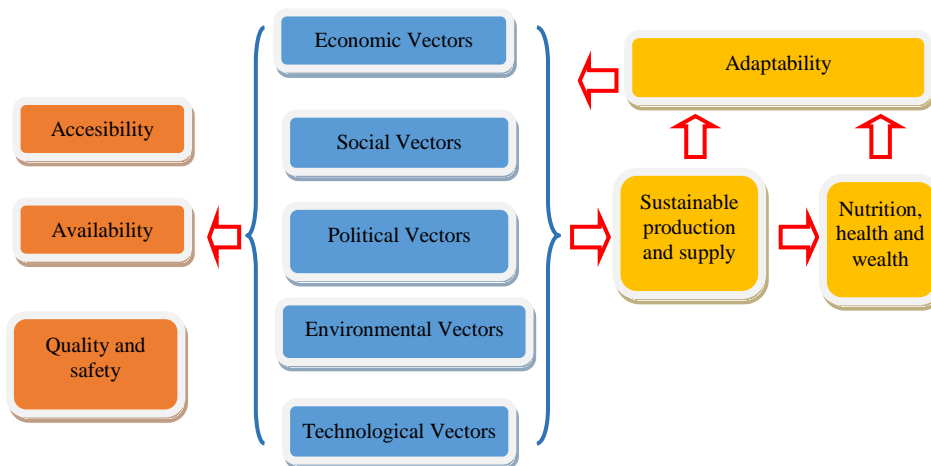 Accesibility
Availability
Quality and
safety
Economic Vectors
Social Vectors
Political Vectors
Environmental Vectors
Technological Vectors
Adaptability
Sustainable
production
and supply
Nutrition,
health and
wealth